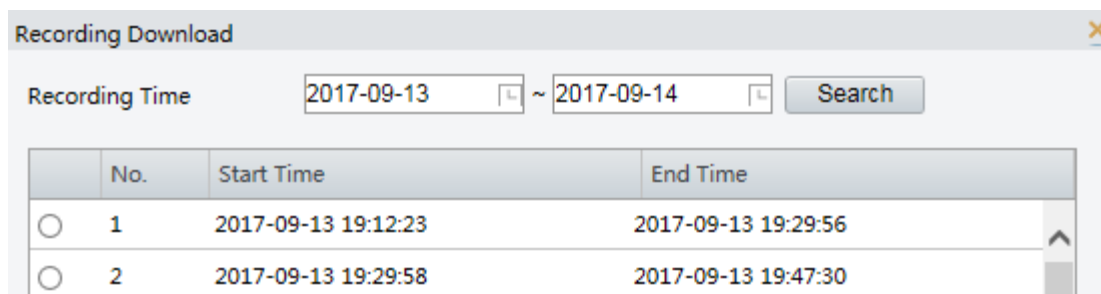 Recording Download
Recording Time 2017-09-13 ~ 2017-09-14 Search
No. Start Time End Time
1 2017-09-13 19:12:23 2017-09-13 19:29:56
2 2017-09-13 19:29:58 2017-09-13 19:47:30